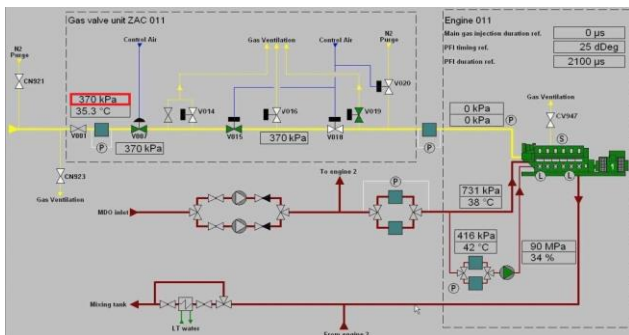 Gas valve unit ZAC 011
Engine 011
Main gas injection duration ref.
0 µs
PFI timing ref.
25 dDeg
PFI duration ref.
2100 µs
N2
Purge
Control Air
Gas Ventilation
Control Air
N2
Purge
CN921
V020
370 kPa
35.3 °C
V014
V016
V019
0 kPa
0 kPa
P
Gas Ventilation
CV947
S
V001
P
V007
V015
V018
P
370 kPa
370 kPa
CN923
Gas Ventilation
L
L
To engine 2
P
MDO inlet
731 kPa
38 °C
416 kPa
42 °C
90 MPa
34 %
P
Mixing tank
LT water
From engine 2